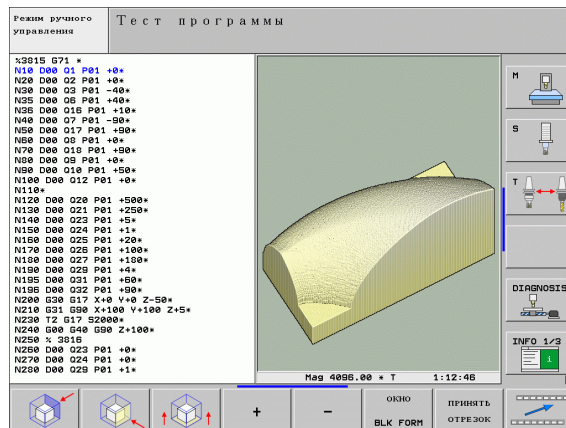 Режим ручного
управления
Тест программы
%3815 G71 *
N10 D00 Q1 P01 +0*
N20 D00 Q2 P01 +0*
N30 D00 Q3 P01 -40*
N35 D00 Q6 P01 +40*
N36 D00 Q16 P01 +10*
N40 D00 Q7 P01 -90*
N50 D00 Q17 P01 +90*
N60 D00 Q8 P01 +0*
N70 D00 Q18 P01 +90*
N80 D00 Q9 P01 +0*
N90 D00 Q10 P01 +50*
N100 D00 Q12 P01 +0*
N110*
N120 D00 Q20 P01 +500*
N130 D00 Q21 P01 +250*
N140 D00 Q23 P01 +5*
N150 D00 Q24 P01 +1*
N160 D00 Q25 P01 +20*
N170 D00 Q26 P01 +100*
N180 D00 Q27 P01 +180*
N190 D00 Q29 P01 +4*
N195 D00 Q31 P01 +60*
N196 D00 Q32 P01 +90*
N200 G30 G17 X+0 Y+0 Z-50*
N210 G31 G90 X+100 Y+100 Z+5*
N230 T2 G17 S2000*
N240 G00 G40 G90 Z+100*
N250 % 3816
N260 D00 Q23 P01 +0*
N270 D00 Q24 P01 +0*
N280 D00 Q29 P01 +1*
Mag 4096.00 * T 1:12:46
M
S
T
DIAGNOSIS
INFO 1/3
i
+
-
ОКНО
BLK FORM
ПРИНЯТЬ
ОТРЕЗОК